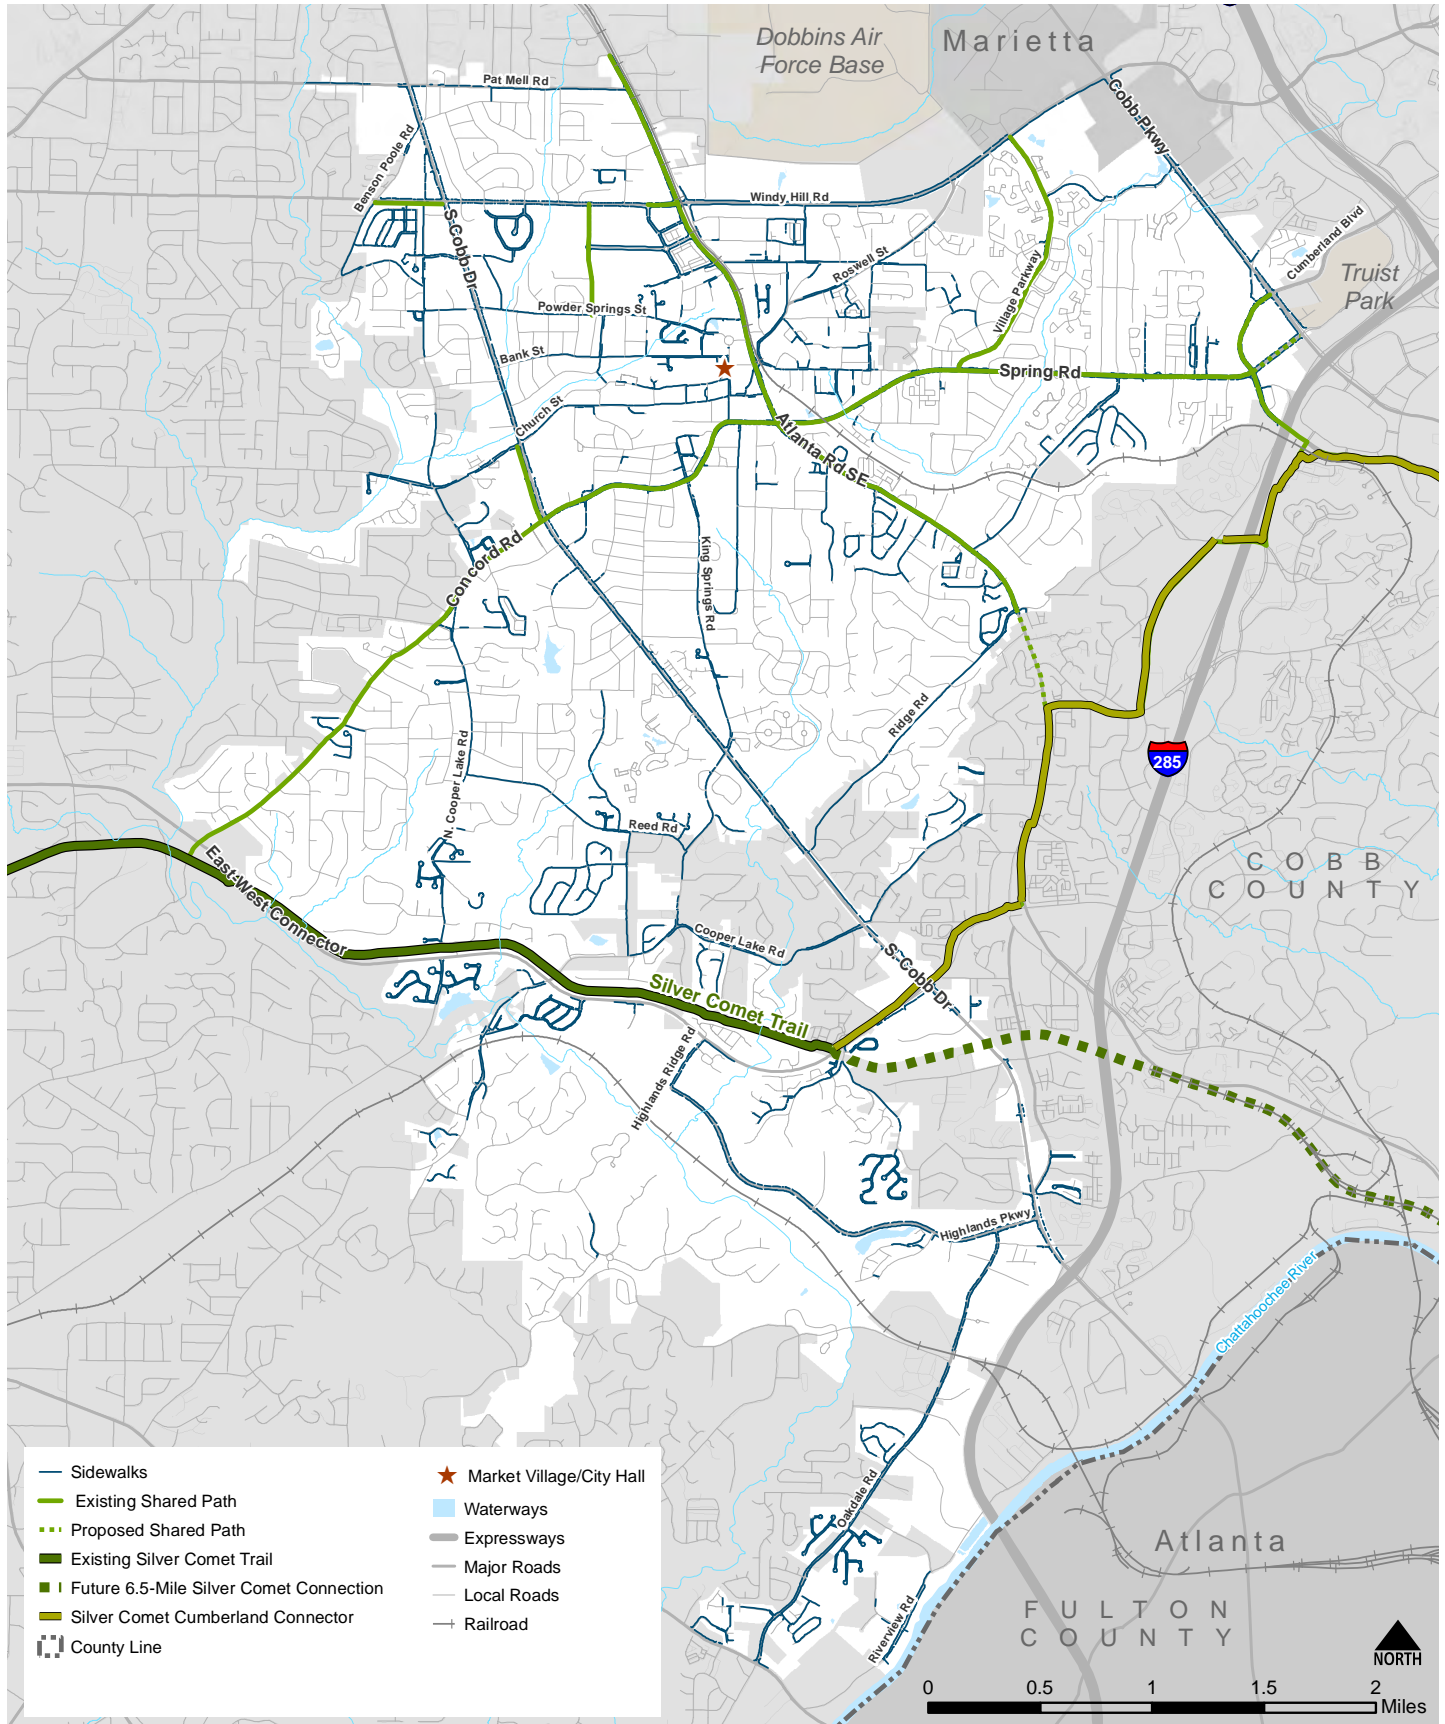 Dobbins Air
Force Base
Marietta
Pat Mell Rd
Cobb Pkwy
Benson Poole Rd
Windy Hill Rd
S Cobb Dr
Roswell St
Cumberland Blvd
Truist
Park
Village Parkway
Powder Springs St
Bank St
Spring Rd
Church St
Atlanta Rd SE
Concord Rd
King Springs Rd
Ridge Rd
285
N. Cooper Lake Rd
Reed Rd
East-West Connector
COBB
COUNTY
Cooper Lake Rd
S. Cobb Dr
Silver Comet Trail
Highlands Ridge Rd
Highlands Pkwy
Chattahoochee River
Oakdale Rd
Riverview Rd
Atlanta
FULTON
COUNTY
Sidewalks
Existing Shared Path
Proposed Shared Path
Existing Silver Comet Trail
Future 6.5-Mile Silver Comet Connection
Silver Comet Cumberland Connector
County Line
Market Village/City Hall
Waterways
Expressways
Major Roads
Local Roads
Railroad
NORTH
0 0.5 1 1.5 2
Miles